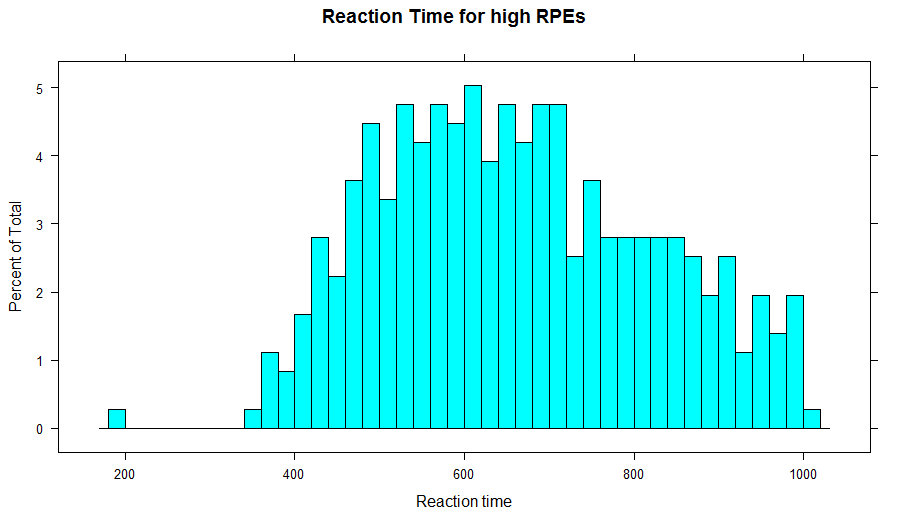 Reaction Time for high RPEs
Percent of Total
5
4
3
2
1
0
200 400 600 800 1000
Reaction time